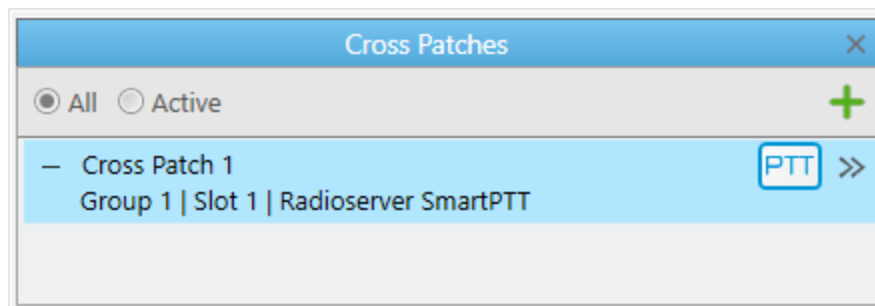 Cross Patches
All Active
Cross Patch 1 PTT
Group 1 | Slot 1 | Radioserver SmartPTT